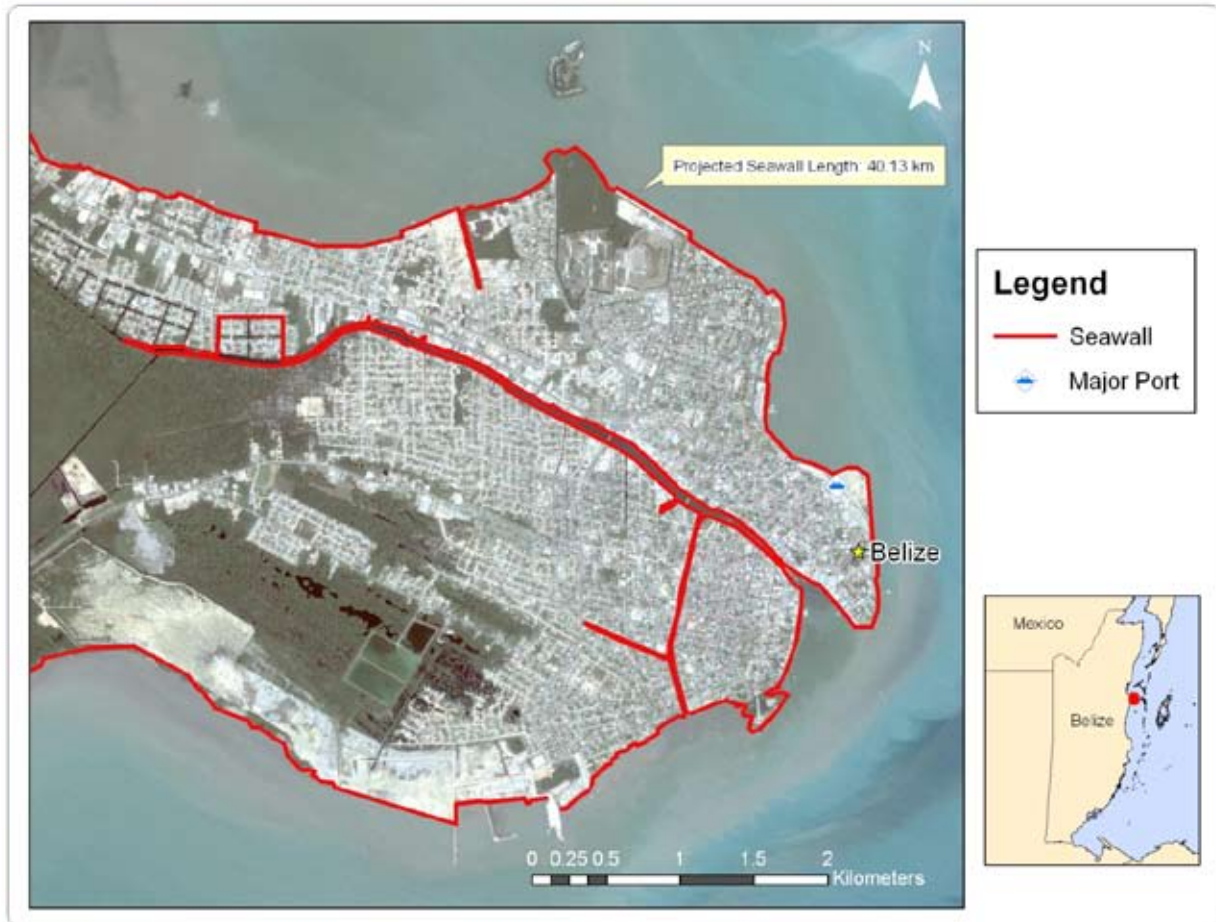 N
Projected Seawall Length: 40.13 km
Legend
Seawall
Major Port
Belize
Mexico
Belize
0 0.25 0.5 1 1.5 2
Kilometers